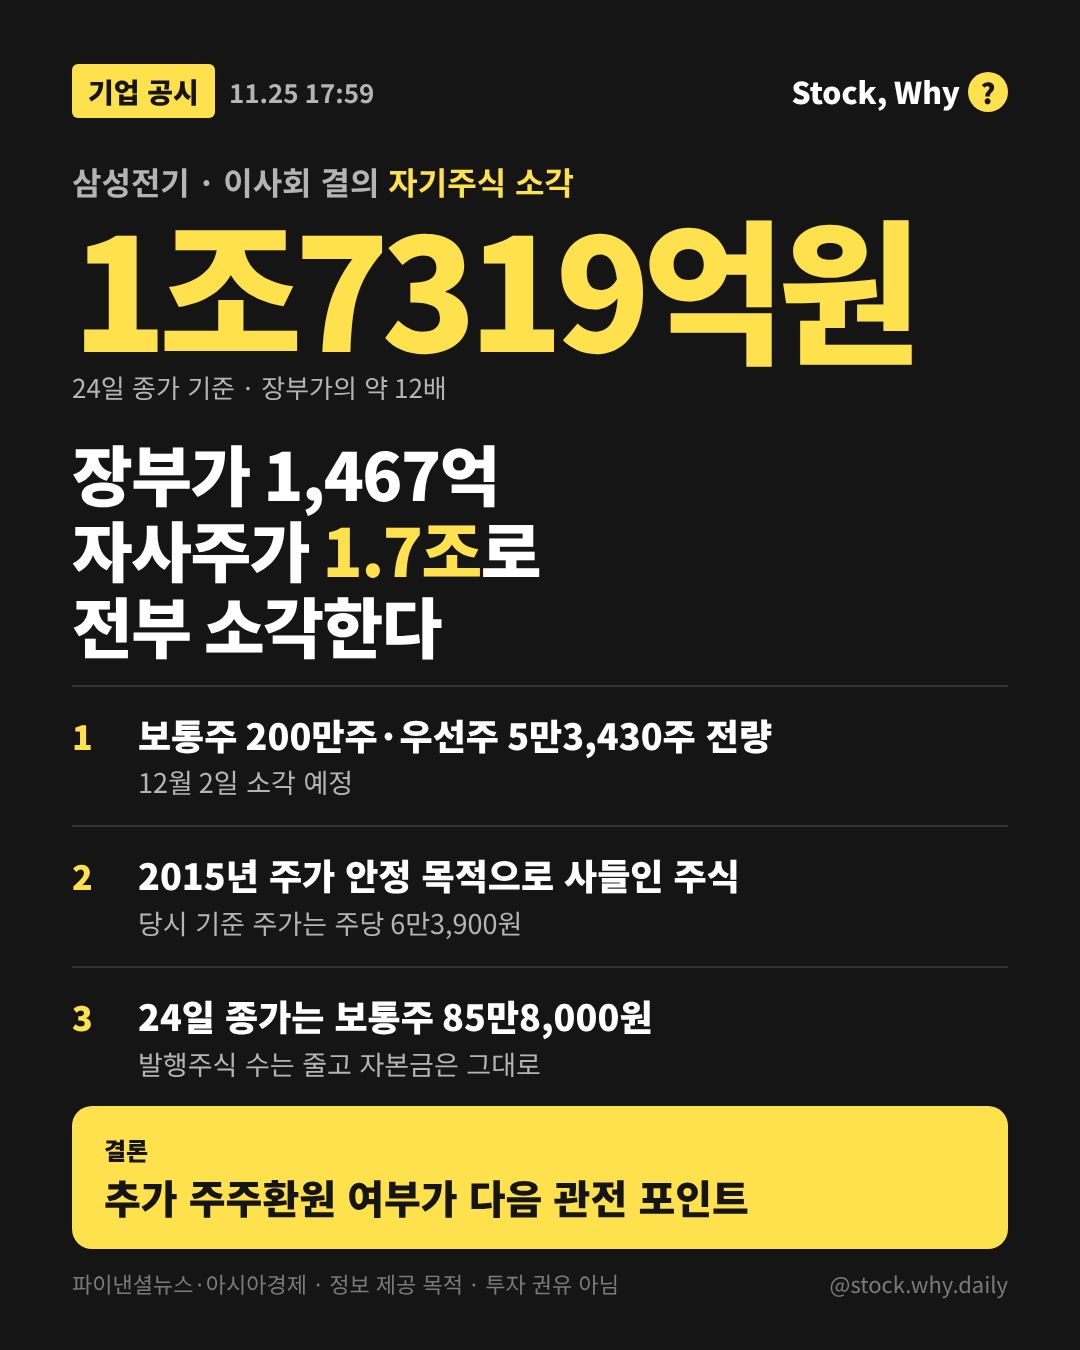 기업 공시 11.25 17:59
Stock, Why ?
삼성전기 · 이사회 결의 자기주식 소각
1조7319억원
24일 종가 기준 · 장부가의 약 12배
장부가 1,467억
자사주가 1.7조로
전부 소각한다
1 보통주 200만주·우선주 5만3,430주 전량
12월 2일 소각 예정
2 2015년 주가 안정 목적으로 사들인 주식
당시 기준 주가는 주당 6만3,900원
3 24일 종가는 보통주 85만8,000원
발행주식 수는 줄고 자본금은 그대로
결론
추가 주주환원 여부가 다음 관전 포인트
파이낸셜뉴스·아시아경제 · 정보 제공 목적 · 투자 권유 아님
@stock.why.daily